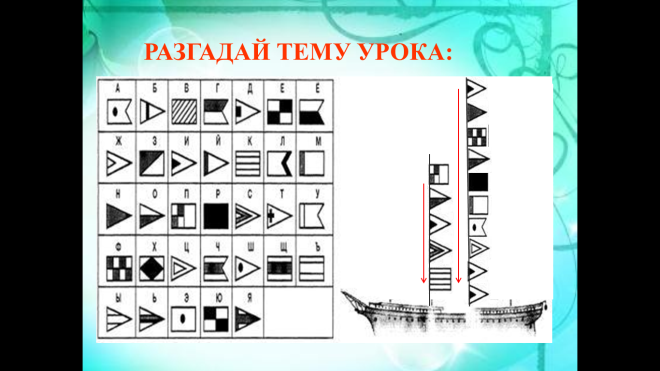 РАЗГАДАЙ ТЕМУ УРОКА:
А Б В Г Д Е Ё
Ж З И Й К Л М
Н О П Р С Т У
Ф Х Ц Ч Ш Щ Ъ
Ы Ь Э Ю Я